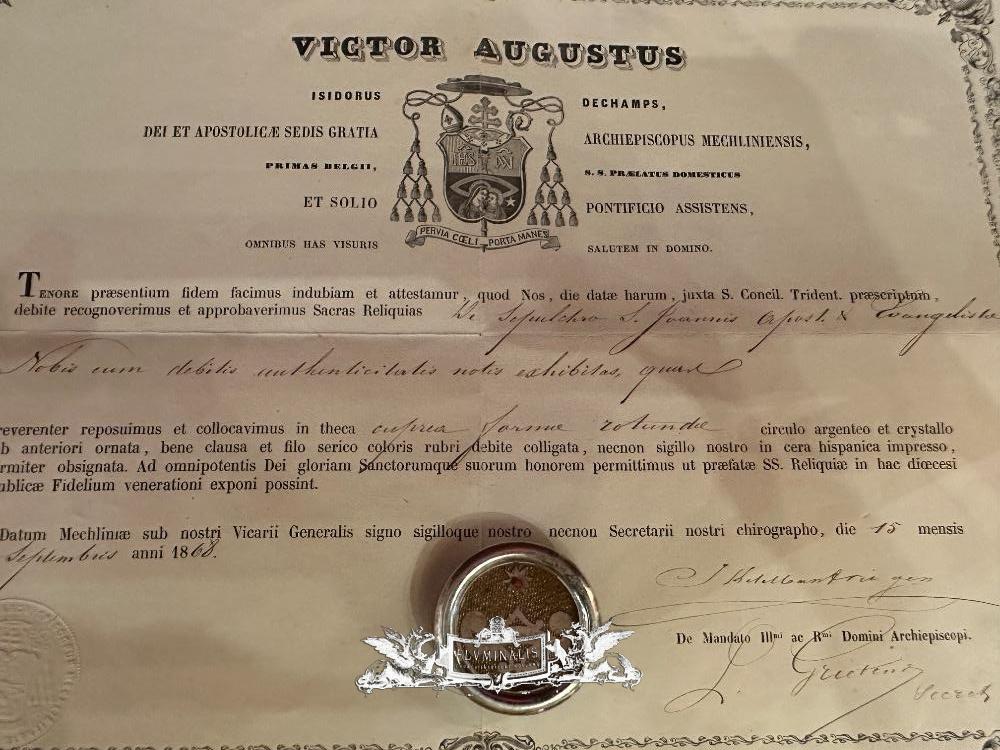 VICTOR AUGUSTUS
ISIDORUS DECHAMPS,
DEI ET APOSTOLICÆ SEDIS GRATIA ARCHIEPISCOPUS MECHLINIENSIS,
PRIMAS BELGII, S. S. PRÆLATUS DOMESTICUS
ET SOLIO PONTIFICIO ASSISTENS,
PERVIA CŒLI PORTA MANES
OMNIBUS HAS VISURIS SALUTEM IN DOMINO.
TENORE præsentium fidem facimus indubiam et attestamur, quod Nos, die datæ harum, juxta S. Concil. Trident. præscriptum,
debite recognoverimus et approbaverimus Sacras Reliquias De Sepulchro S. Joannis Apost. & Evangelistæ
Nobis cum debitis authenticitatis notis exhibitas, quas
reverenter reposuimus et collocavimus in theca cuprea formæ rotundæ circulo argenteo et crystallo
b anteriori ornata, bene clausa et filo serico coloris rubri debite colligata, necnon sigillo nostro in cera hispanica impresso,
rmiter obsignata. Ad omnipotentis Dei gloriam Sanctorumque suorum honorem permittimus ut præfatæ SS. Reliquiæ in hac diœcesi
ublicæ Fidelium venerationi exponi possint.
Datum Mechliniæ sub nostri Vicarii Generalis signo sigilloque nostro necnon Secretarii nostri chirographo, die 15 mensis
Septembris anni 1868.
De Mandato Illmi ac Rmi Domini Archiepiscopi.
Secret
FLVMINALIS